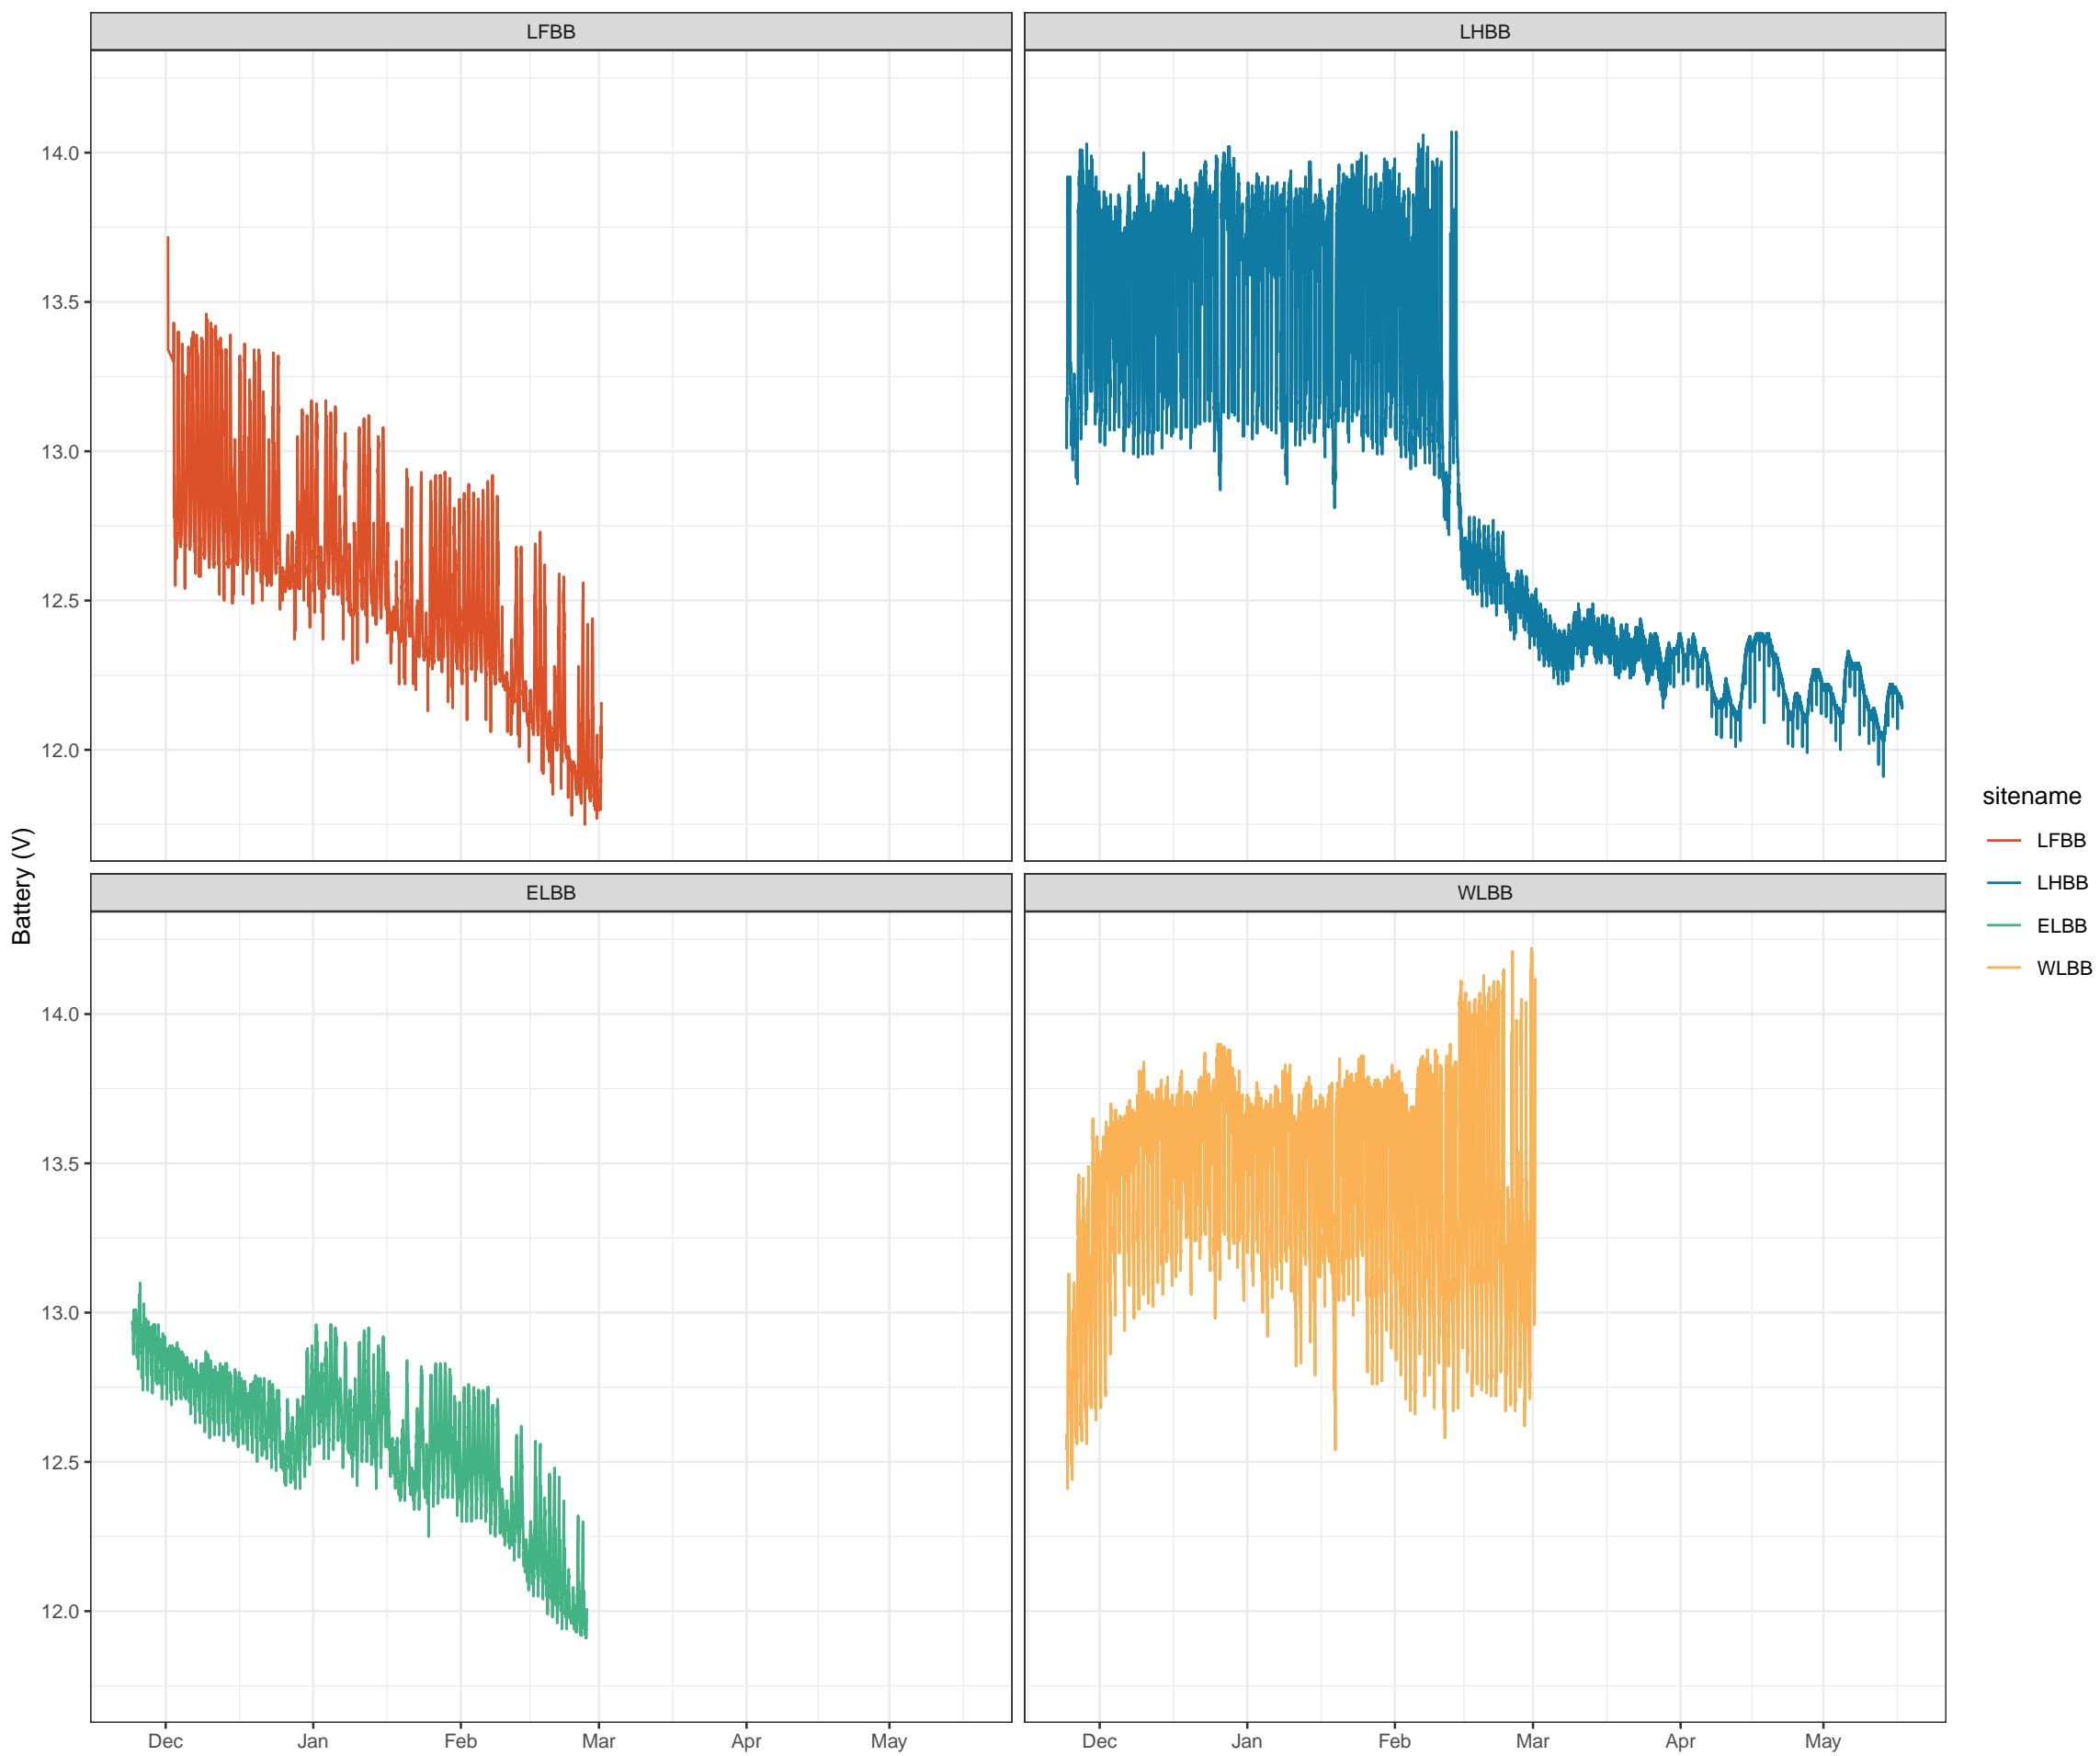 LFBB
LHBB
14.0
13.5
13.0
12.5
12.0
ELBB
WLBB
14.0
13.5
13.0
12.5
12.0
Battery (V)
Dec Jan Feb Mar Apr May
Dec Jan Feb Mar Apr May
sitename
LFBB
LHBB
ELBB
WLBB